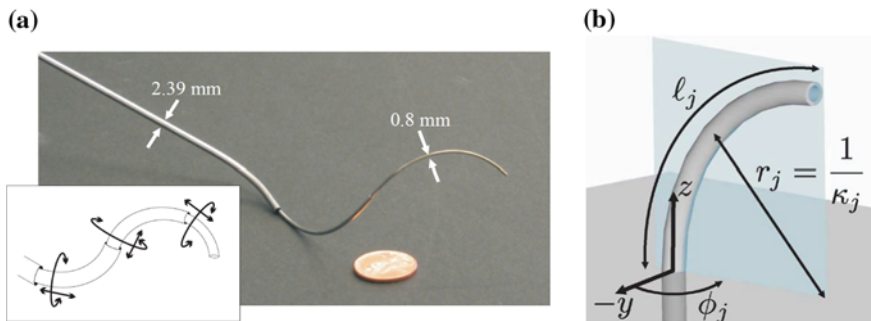 (a)
2.39 mm
0.8 mm
(b)
ℓj
rj = 1/κj
z
−y
ϕj